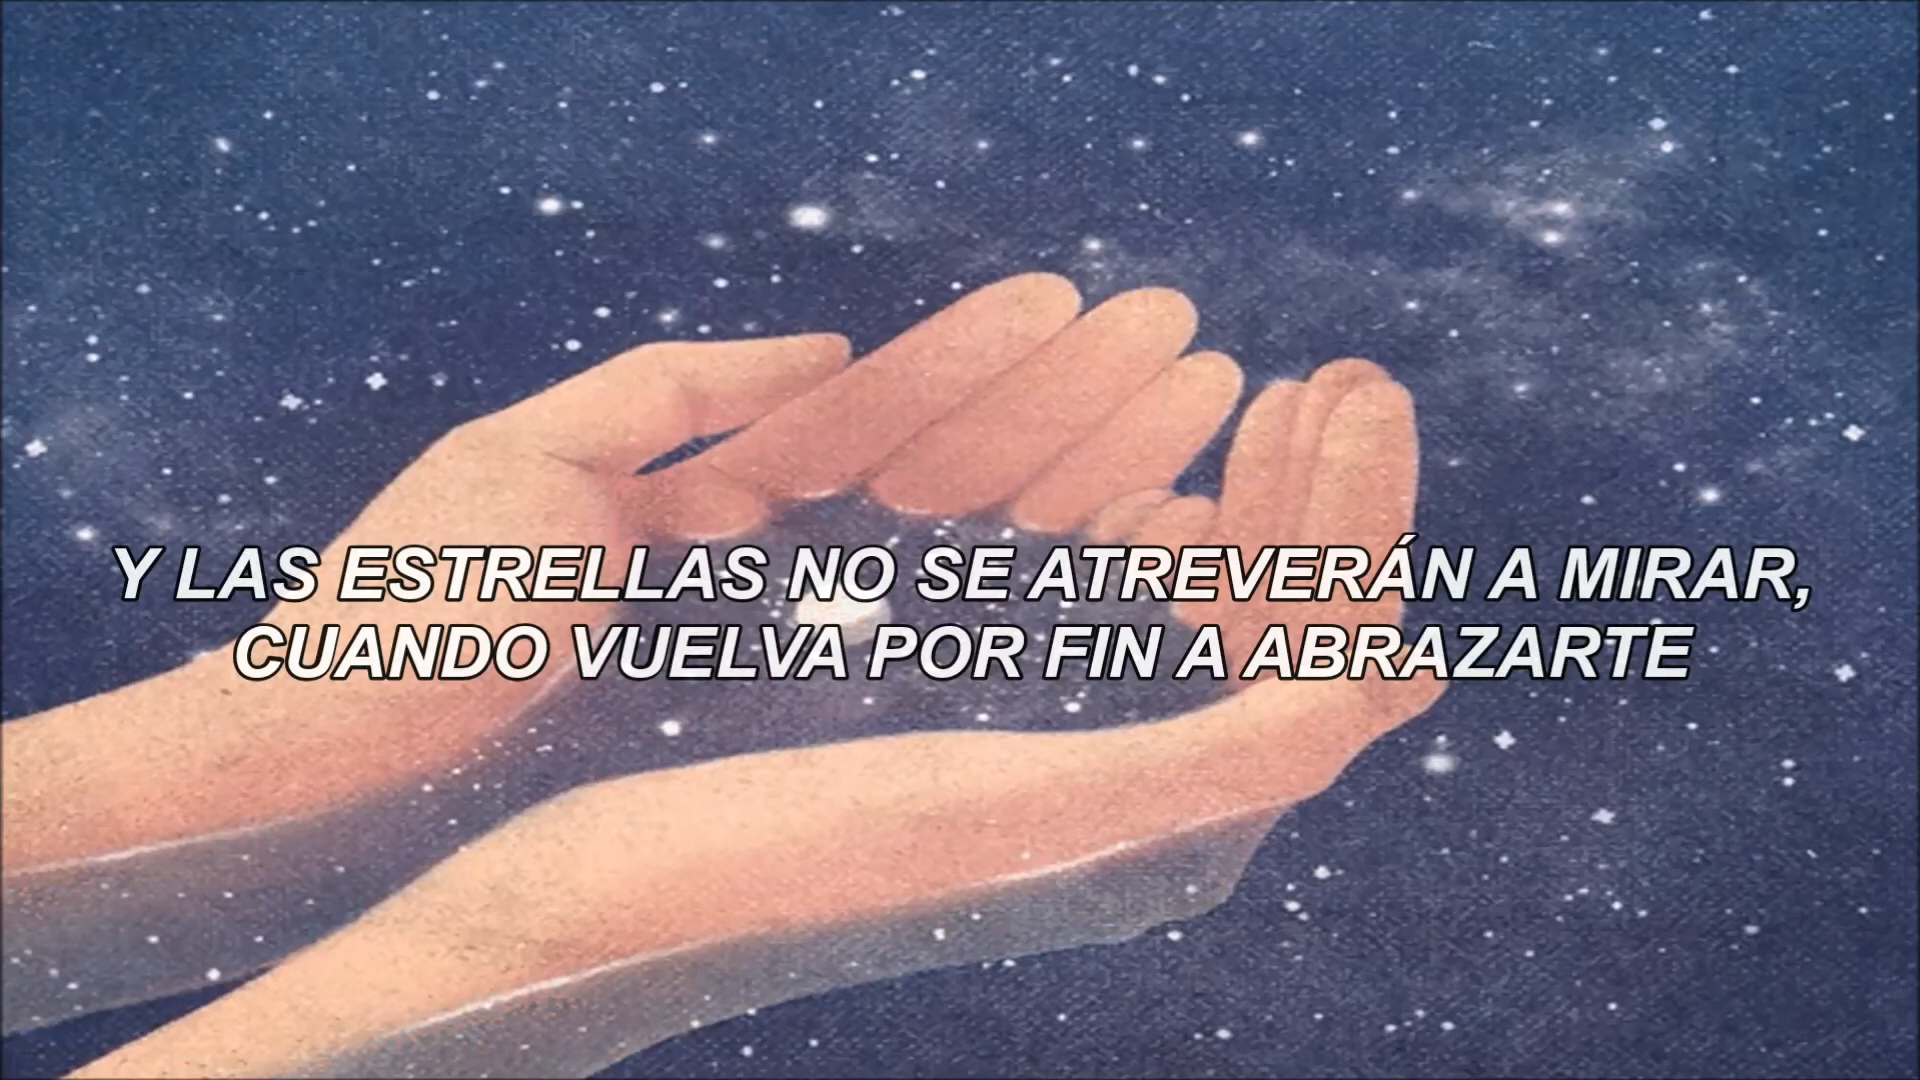 Y LAS ESTRELLAS NO SE ATREVERÁN A MIRAR,
CUANDO VUELVA POR FIN A ABRAZARTE